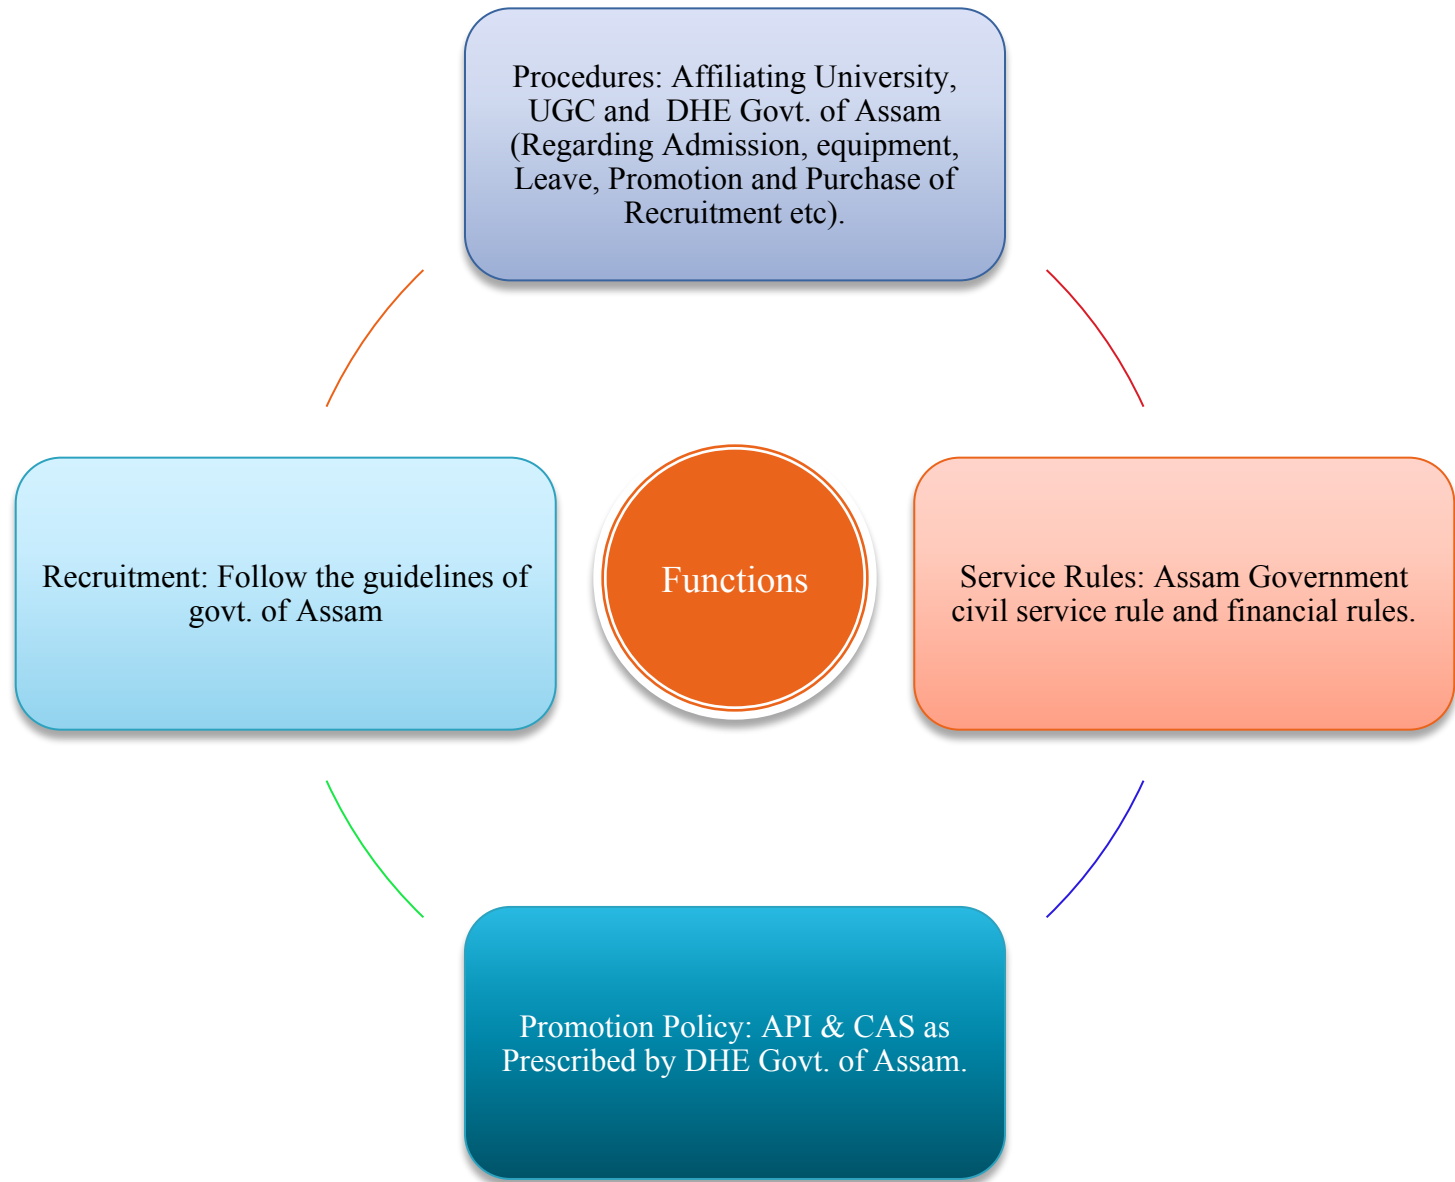 Procedures: Affiliating University,
UGC and DHE Govt. of Assam
(Regarding Admission, equipment,
Leave, Promotion and Purchase of
Recruitment etc).
Recruitment: Follow the guidelines of
govt. of Assam
Functions
Service Rules: Assam Government
civil service rule and financial rules.
Promotion Policy: API & CAS as
Prescribed by DHE Govt. of Assam.